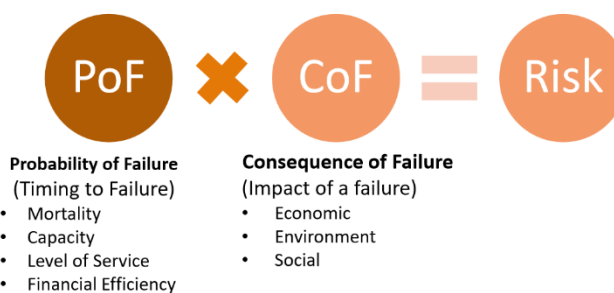 PoF × CoF = Risk
Probability of Failure
(Timing to Failure)
• Mortality
• Capacity
• Level of Service
• Financial Efficiency
Consequence of Failure
(Impact of a failure)
• Economic
• Environment
• Social